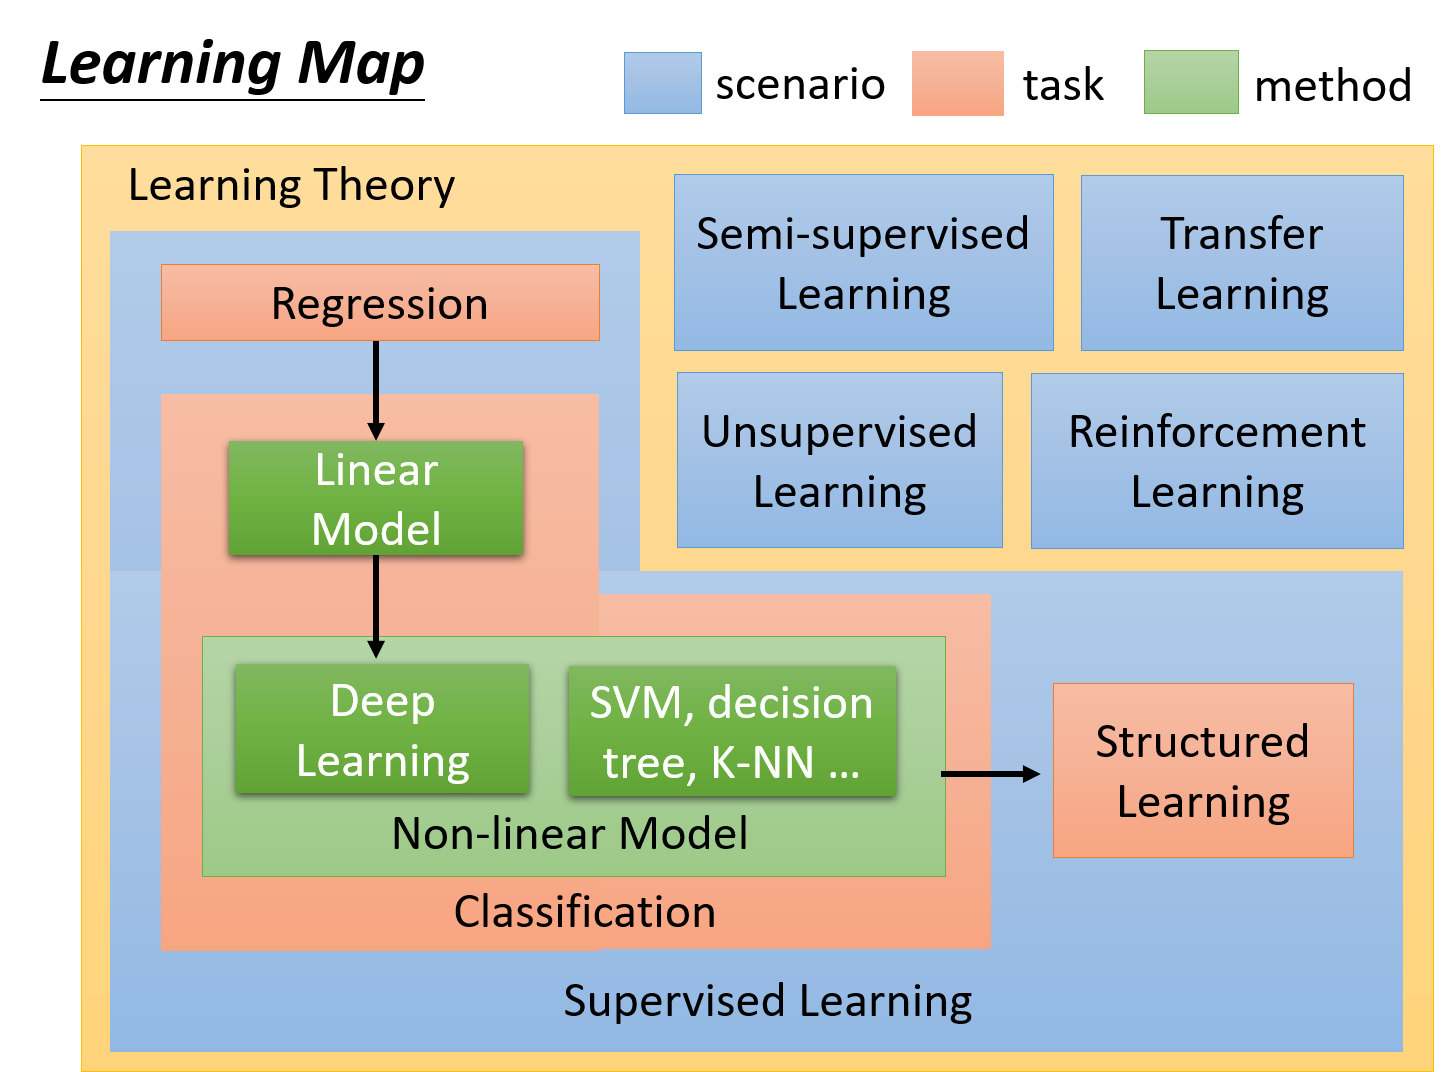 Learning Map
scenario
task
method
Learning Theory
Regression
Linear
Model
Deep
Learning
SVM, decision
tree, K-NN ...
Non-linear Model
Classification
Supervised Learning
Structured
Learning
Semi-supervised
Learning
Transfer
Learning
Unsupervised
Learning
Reinforcement
Learning